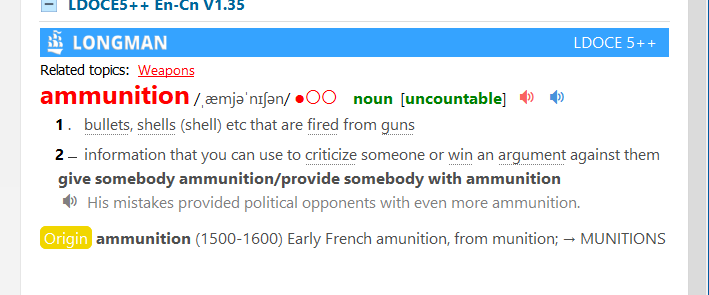 LDOCE5++ En-Cn V1.35
LONGMAN LDOCE 5++
Related topics: Weapons
ammunition /ˌæmjəˈnɪʃən/ ●○○ noun [uncountable]
1 . bullets, shells (shell) etc that are fired from guns
2 – information that you can use to criticize someone or win an argument against them
give somebody ammunition/provide somebody with ammunition
His mistakes provided political opponents with even more ammunition.
Origin ammunition (1500-1600) Early French amunition, from munition; → MUNITIONS